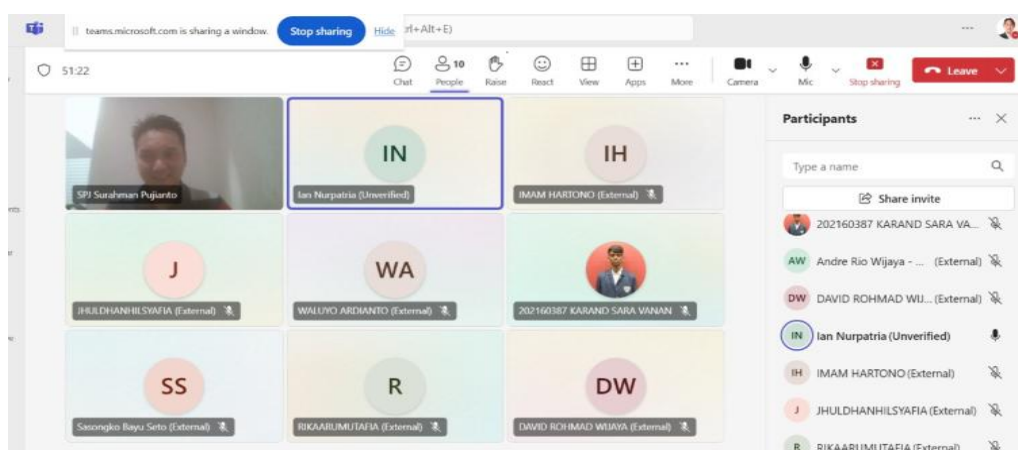 teams.microsoft.com is sharing a window.
Stop sharing
Hide
rl+Alt+E)
51:22
Chat
10
People
Raise
React
View
Apps
More
Camera
Mic
Stop sharing
Leave
SPJ Surahman Pujianto
IN
Ian Nurpatria (Unverified)
IH
IMAM HARTONO (External)
J
JHULDHANHILSYAFIA (External)
WA
WALUYO ARDIANTO (External)
202160387 KARAND SARA VANAN
SS
Sasongko Bayu Seto (External)
R
RIKAARUMUTAFIA (External)
DW
DAVID ROHMAD WIJAYA (External)
Participants
Type a name
Share invite
202160387 KARAND SARA VA...
AW Andre Rio Wijaya - ... (External)
DW DAVID ROHMAD WIJ... (External)
IN Ian Nurpatria (Unverified)
IH IMAM HARTONO (External)
J JHULDHANHILSYAFIA (External)
R RIKAARUMUTAFIA (External)